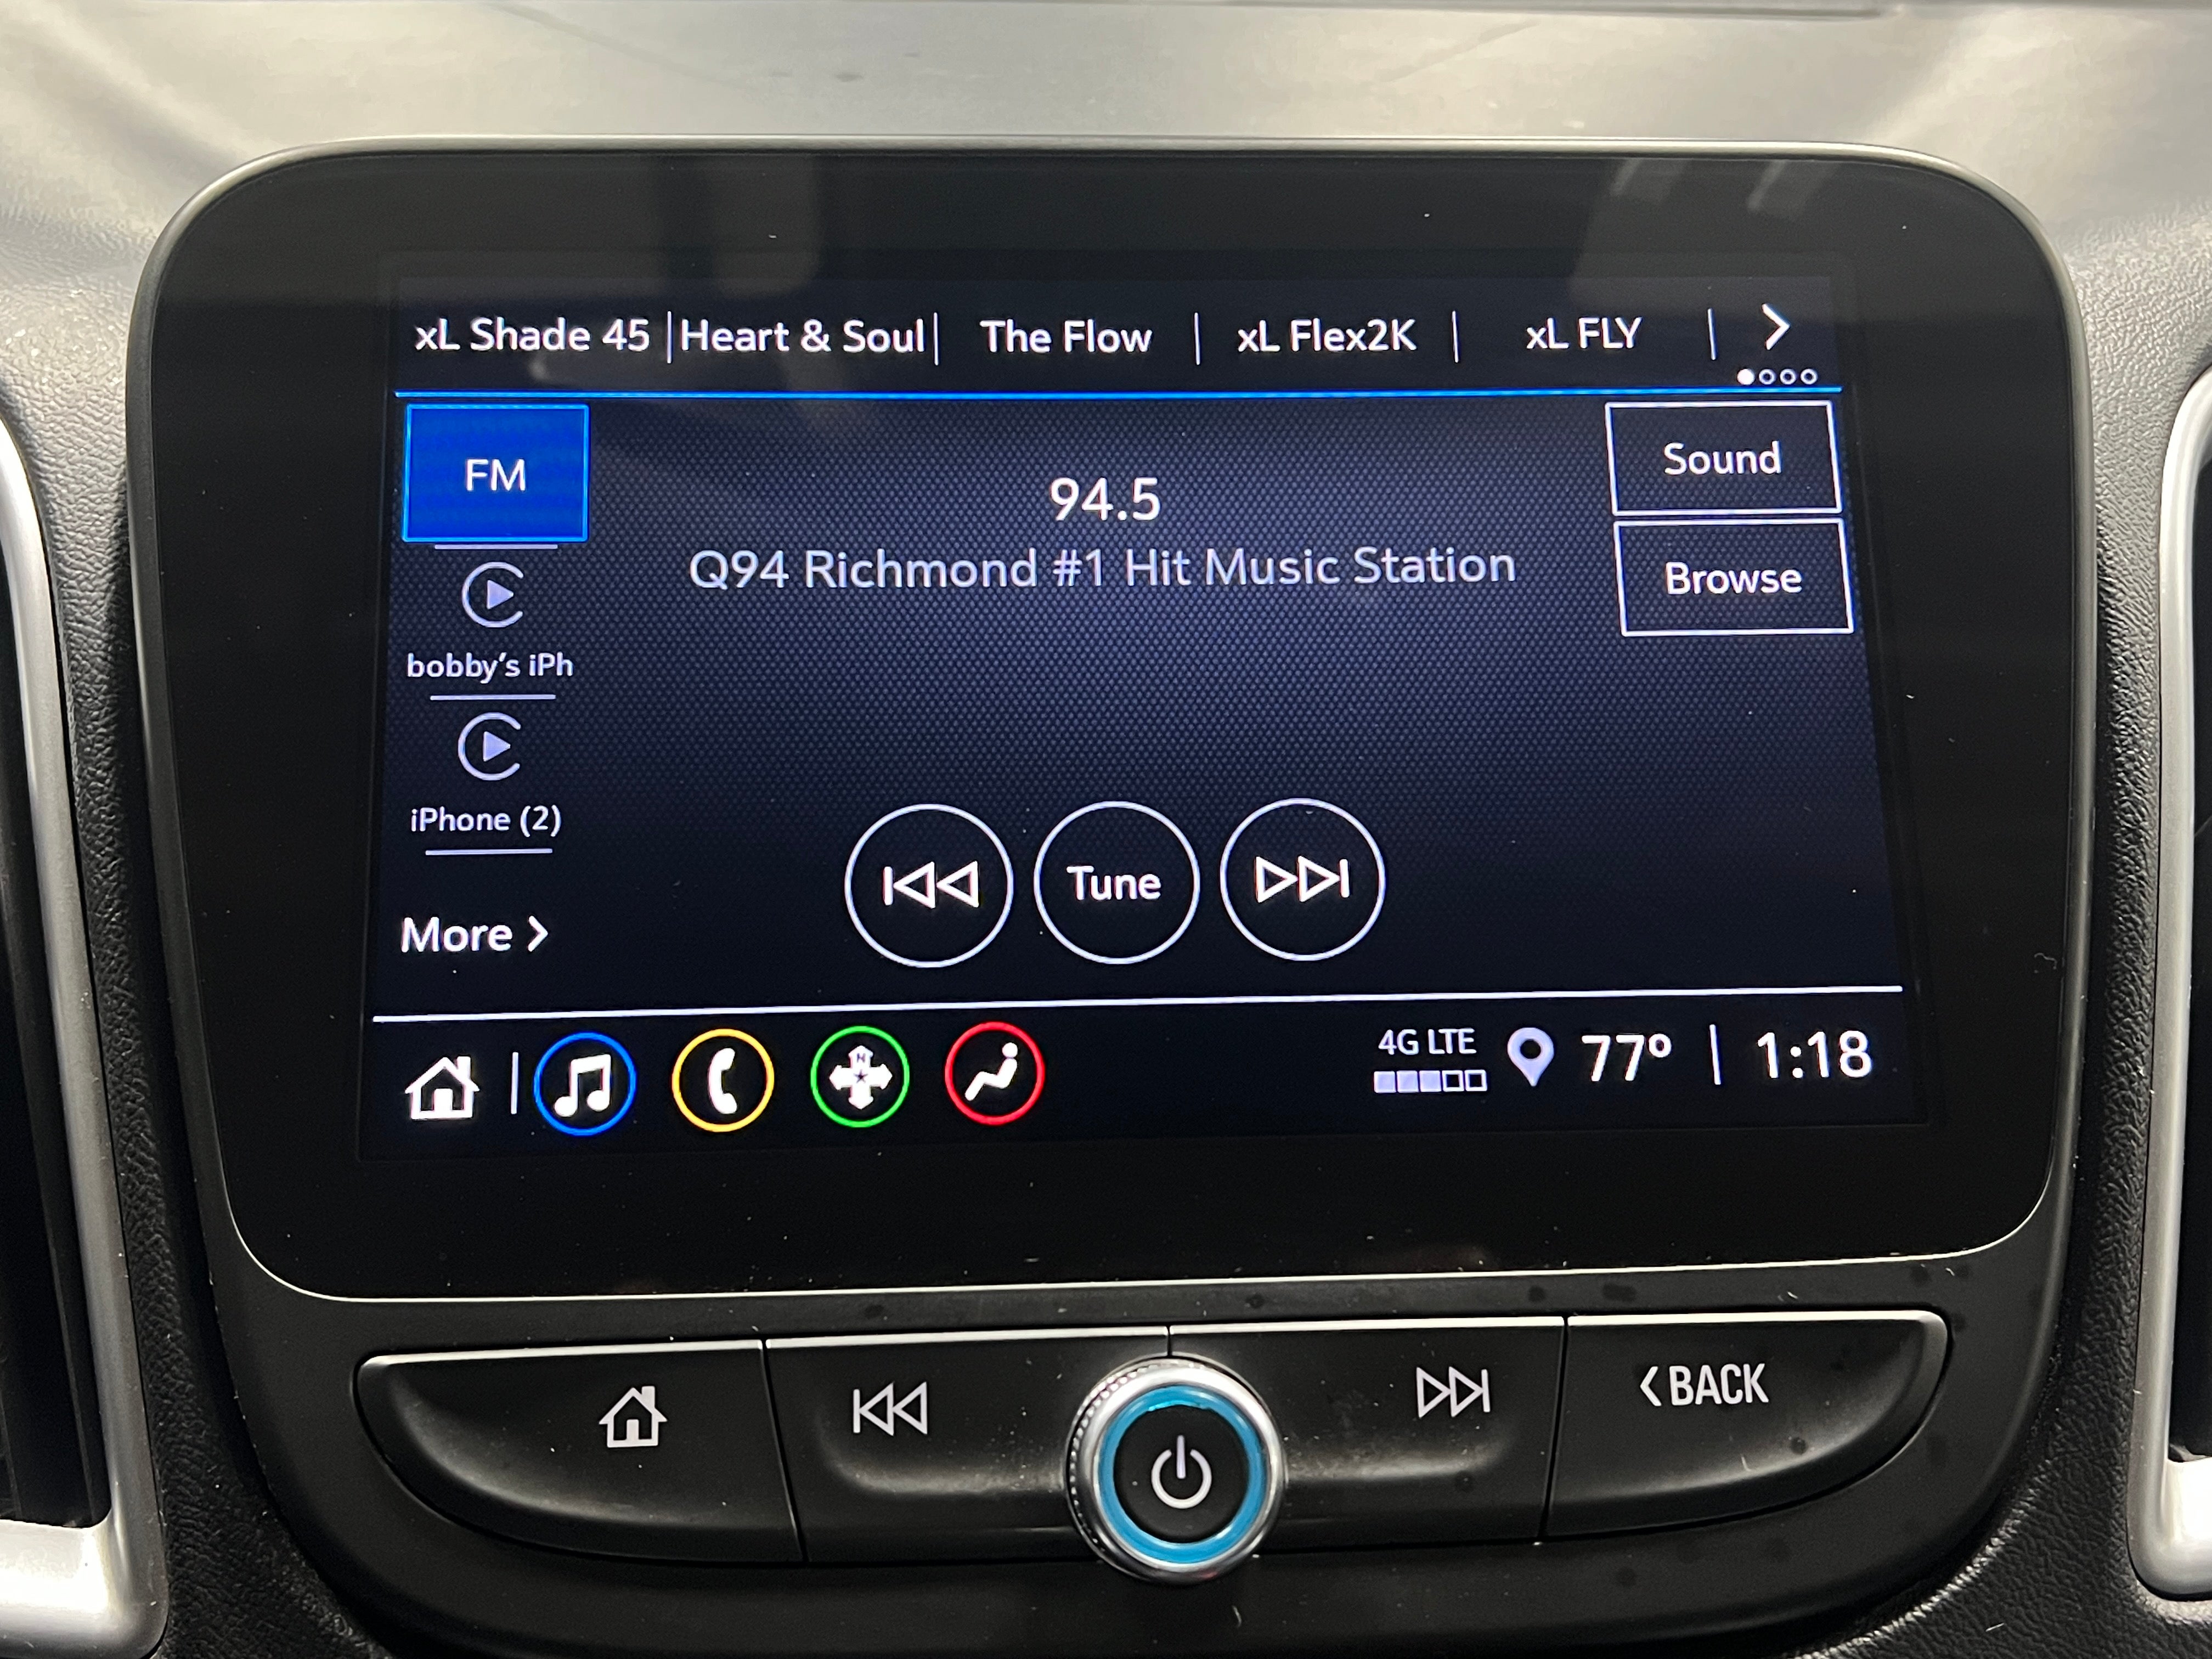 xL Shade 45 | Heart & Soul | The Flow | xL Flex2K | xL FLY |
FM
94.5
Q94 Richmond #1 Hit Music Station
Sound
Browse
bobby's iPh
iPhone (2)
More >
Tune
4G LTE
77° | 1:18
<BACK